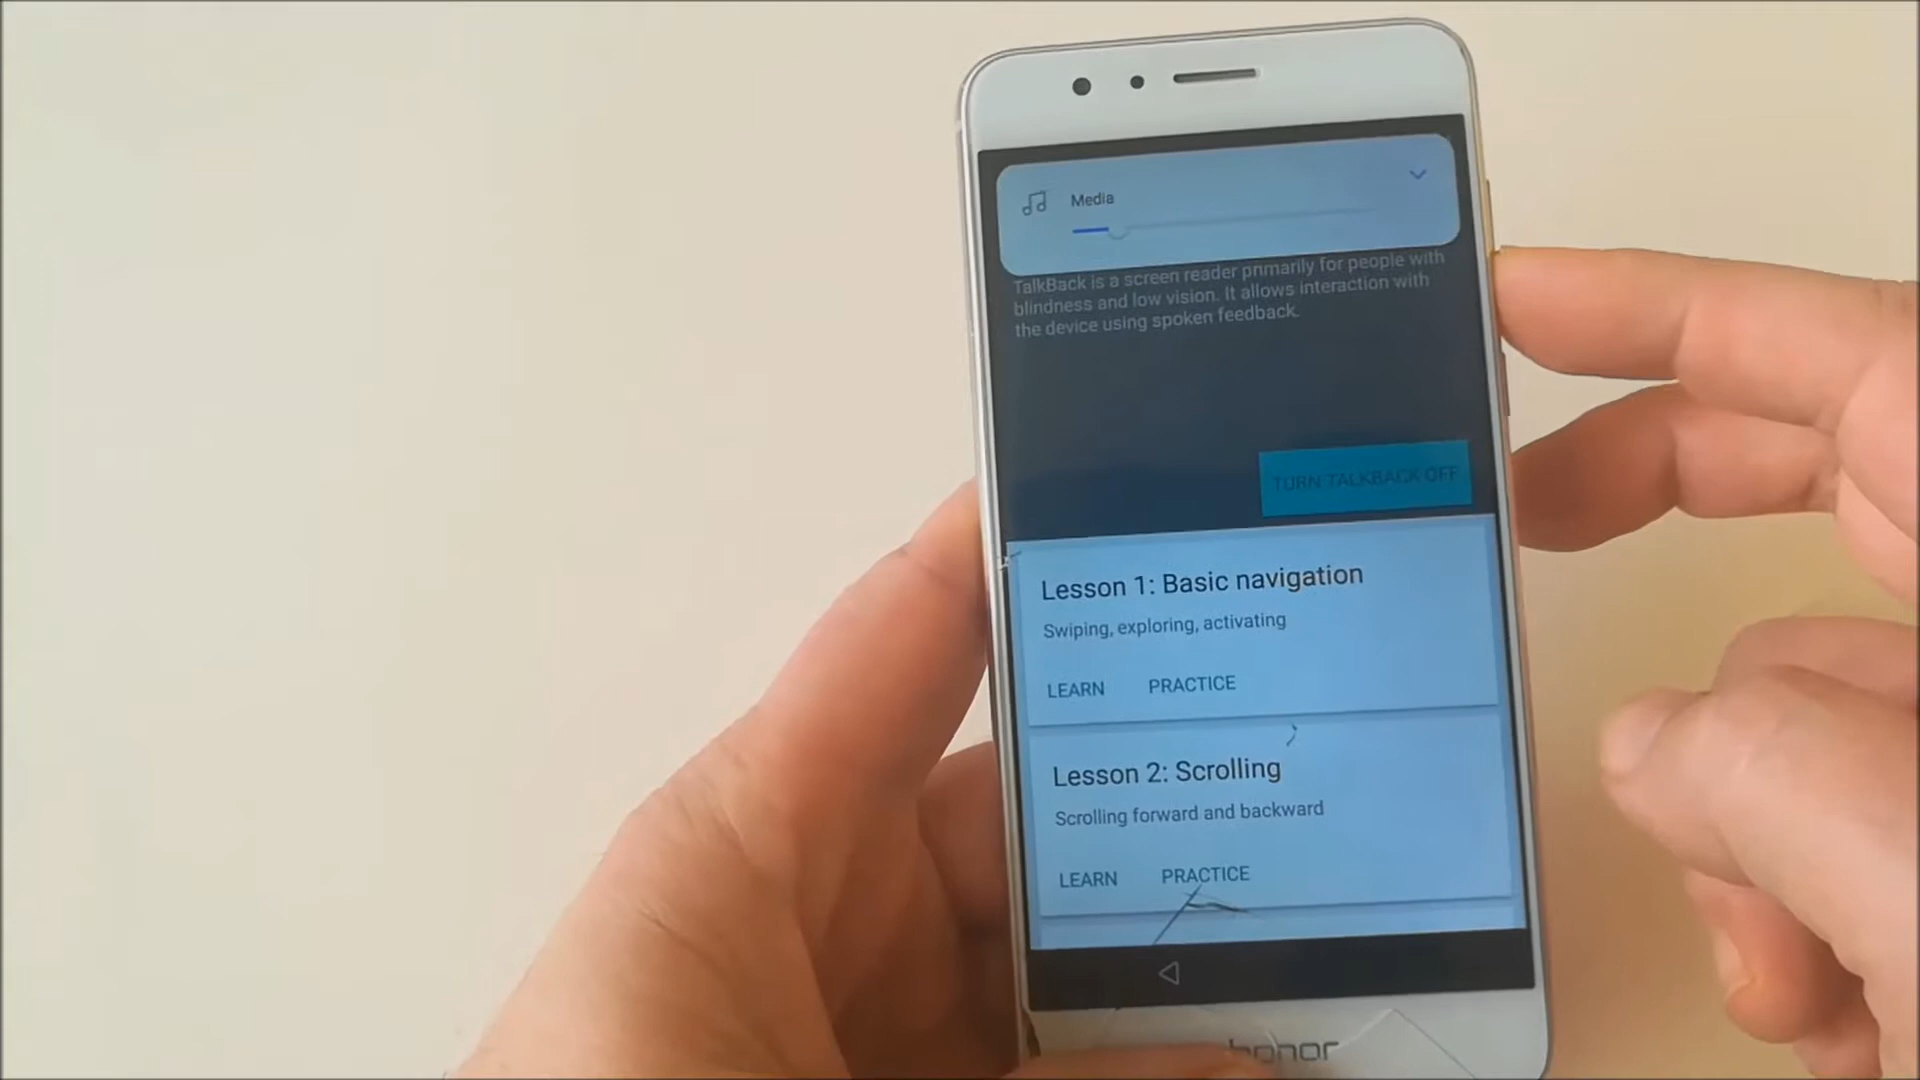 Media
TalkBack is a screen reader primarily for people with
blindness and low vision. It allows interaction with
the device using spoken feedback.
TURN TALKBACK OFF
Lesson 1: Basic navigation
Swiping, exploring, activating
LEARN PRACTICE
Lesson 2: Scrolling
Scrolling forward and backward
LEARN PRACTICE
honor